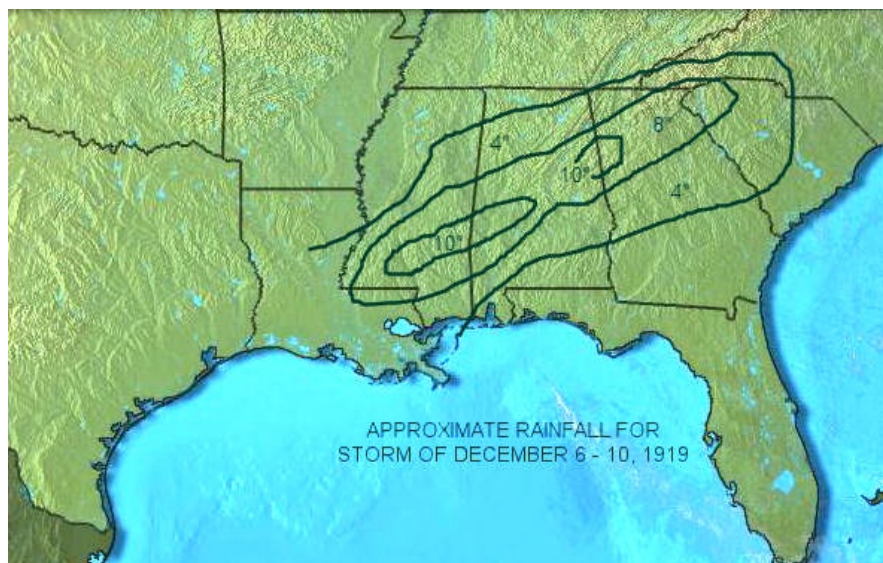 8"
4"
10"
4"
10"
APPROXIMATE RAINFALL FOR
STORM OF DECEMBER 6 - 10, 1919